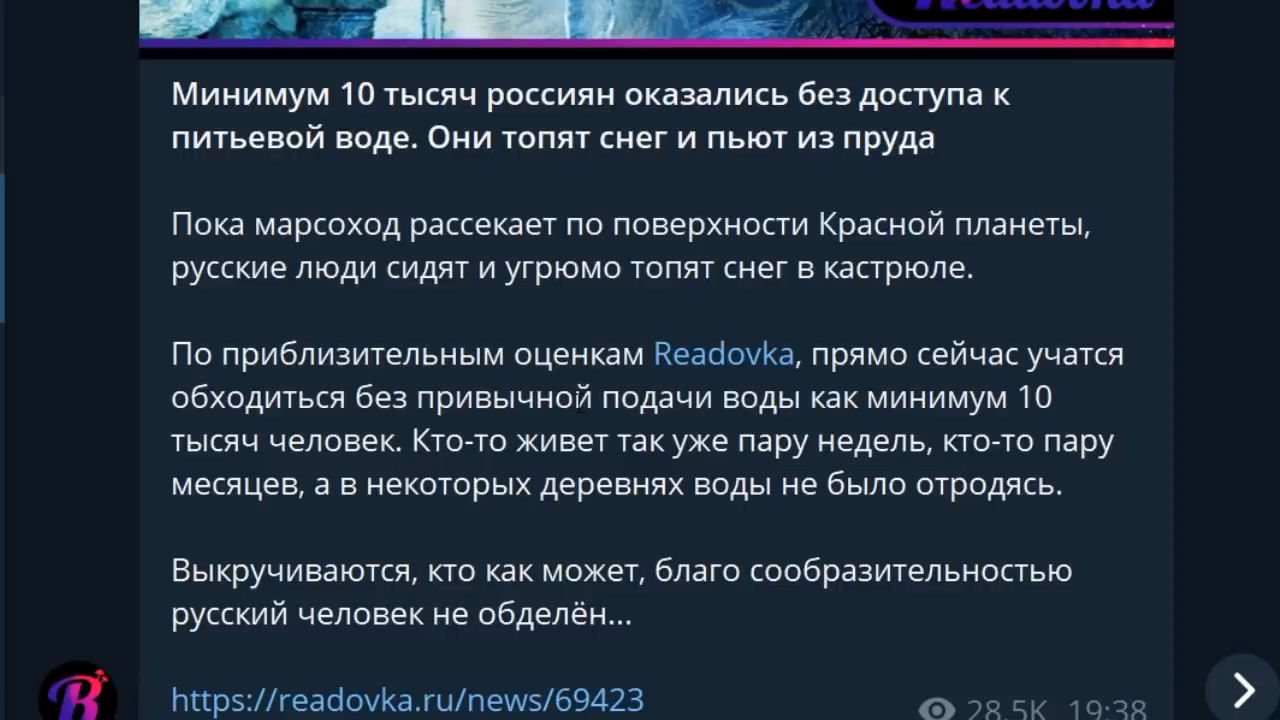 Минимум 10 тысяч россиян оказались без доступа к
питьевой воде. Они топят снег и пьют из пруда
Пока марсоход рассекает по поверхности Красной планеты,
русские люди сидят и угрюмо топят снег в кастрюле.
По приблизительным оценкам Readovka, прямо сейчас учатся
обходиться без привычной подачи воды как минимум 10
тысяч человек. Кто-то живет так уже пару недель, кто-то пару
месяцев, а в некоторых деревнях воды не было отродясь.
Выкручиваются, кто как может, благо сообразительностью
русский человек не обделён...
https://readovka.ru/news/69423
28.5K 19:38